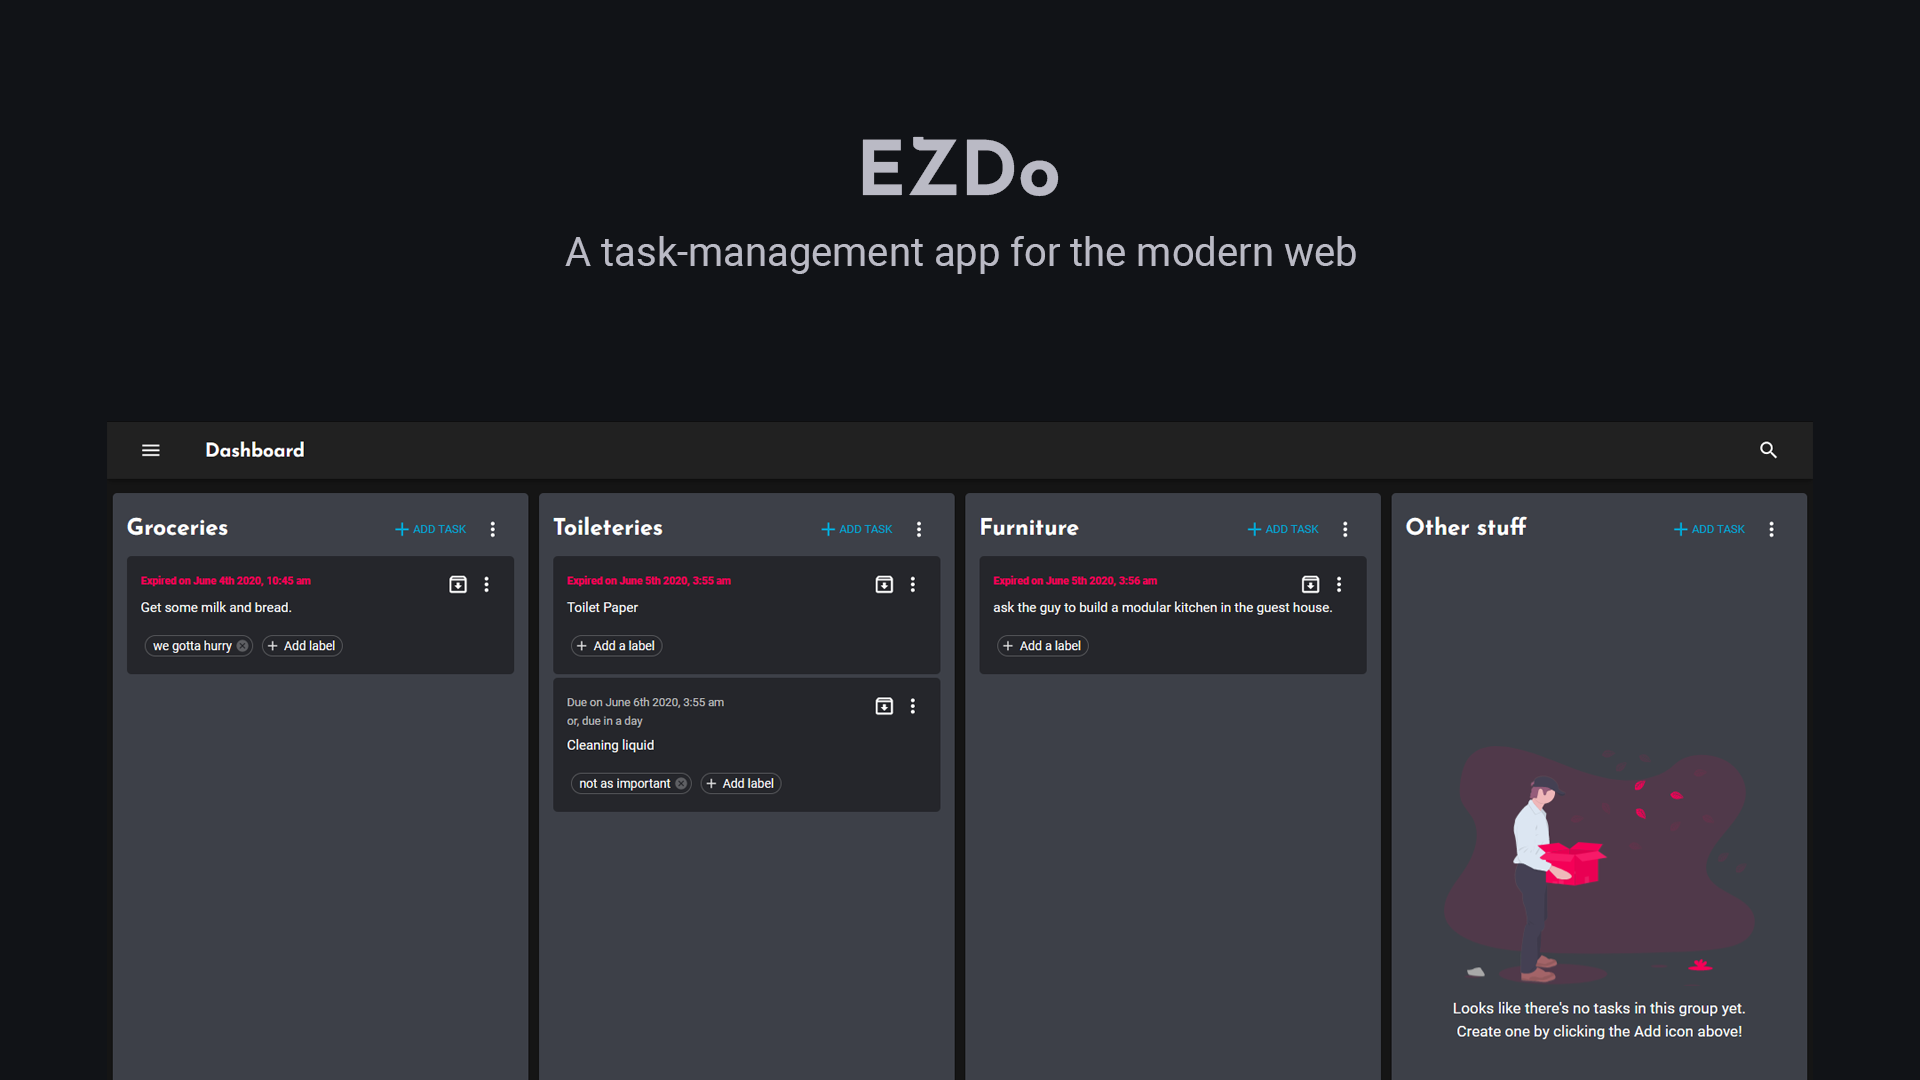 EZDo
A task-management app for the modern web
Dashboard
Groceries
ADD TASK
Expired on June 4th 2020, 10:45 am
Get some milk and bread.
we gotta hurry
+ Add label
Toileteries
ADD TASK
Expired on June 5th 2020, 3:55 am
Toilet Paper
+ Add a label
Due on June 6th 2020, 3:55 am
or, due in a day
Cleaning liquid
not as important
+ Add label
Furniture
ADD TASK
Expired on June 5th 2020, 3:56 am
ask the guy to build a modular kitchen in the guest house.
+ Add a label
Other stuff
ADD TASK
Looks like there's no tasks in this group yet.
Create one by clicking the Add icon above!